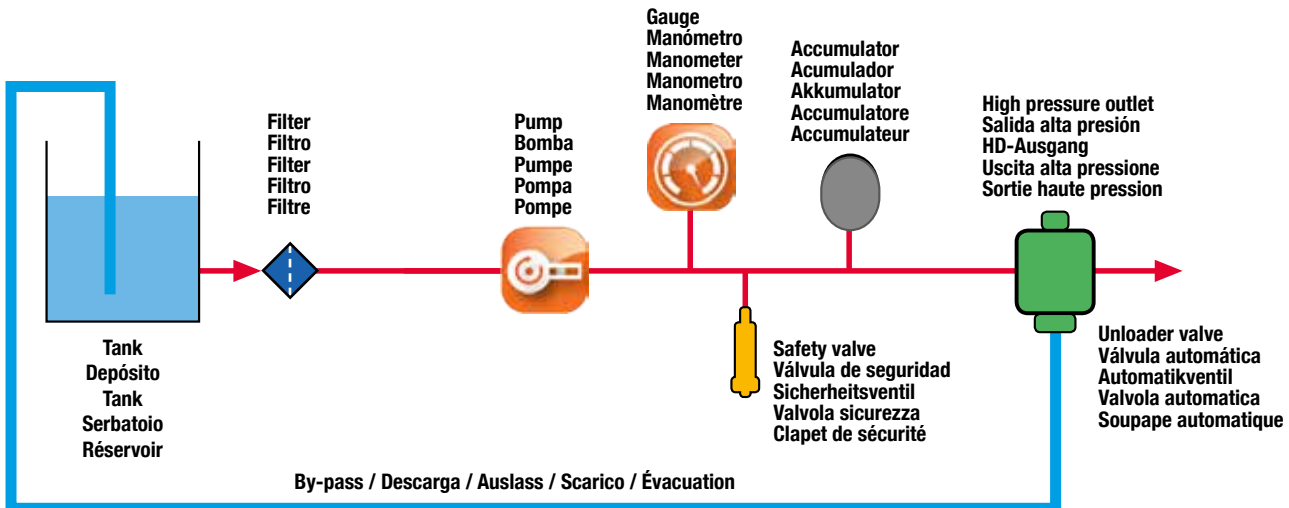 Gauge
Manómetro
Manometer
Manometro
Manomètre
Accumulator
Acumulador
Akkumulator
Accumulatore
Accumulateur
High pressure outlet
Salida alta presión
HD-Ausgang
Uscita alta pressione
Sortie haute pression
Filter
Filtro
Filter
Filtro
Filtre
Pump
Bomba
Pumpe
Pompa
Pompe
Tank
Depósito
Tank
Serbatoio
Réservoir
Safety valve
Válvula de seguridad
Sicherheitsventil
Valvola sicurezza
Clapet de sécurité
Unloader valve
Válvula automática
Automatikventil
Valvola automatica
Soupape automatique
By-pass / Descarga / Auslass / Scarico / Évacuation